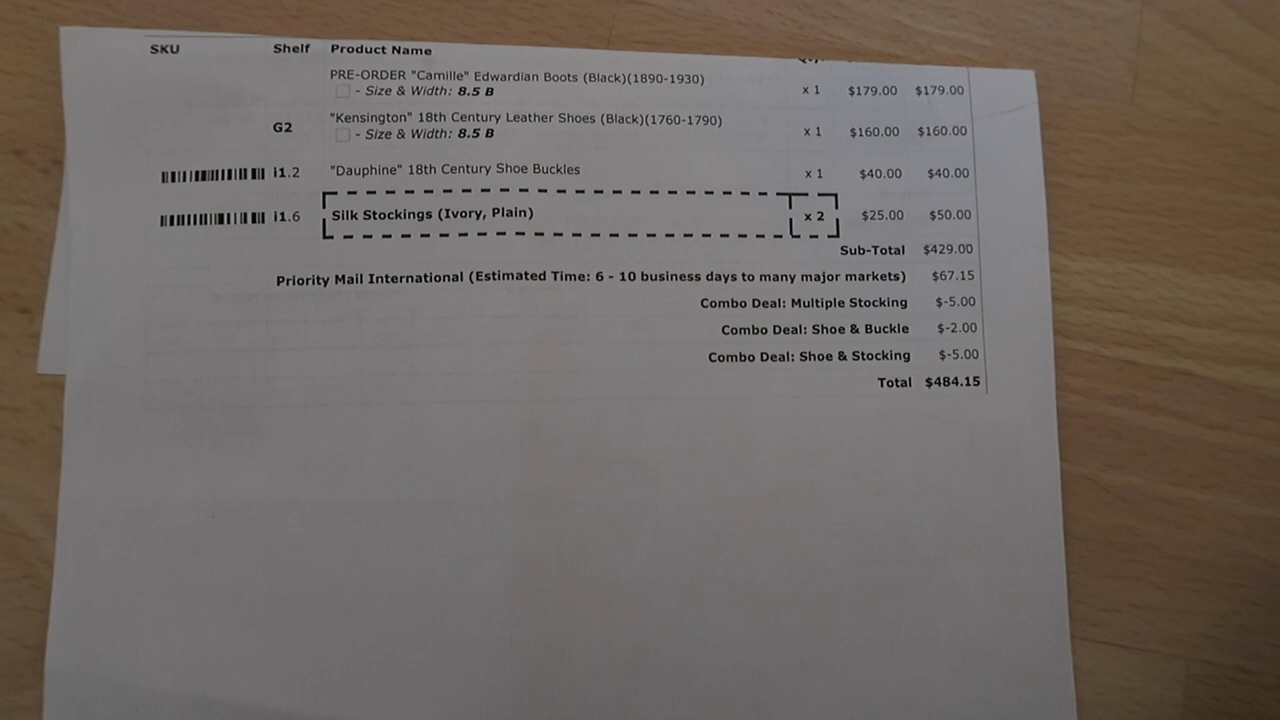 SKU Shelf Product Name
PRE-ORDER "Camille" Edwardian Boots (Black)(1890-1930)
- Size & Width: 8.5 B x 1 $179.00 $179.00
"Kensington" 18th Century Leather Shoes (Black)(1760-1790)
G2 - Size & Width: 8.5 B x 1 $160.00 $160.00
i1.2 "Dauphine" 18th Century Shoe Buckles x 1 $40.00 $40.00
i1.6 Silk Stockings (Ivory, Plain) x 2 $25.00 $50.00
Sub-Total $429.00
Priority Mail International (Estimated Time: 6 - 10 business days to many major markets) $67.15
Combo Deal: Multiple Stocking $-5.00
Combo Deal: Shoe & Buckle $-2.00
Combo Deal: Shoe & Stocking $-5.00
Total $484.15